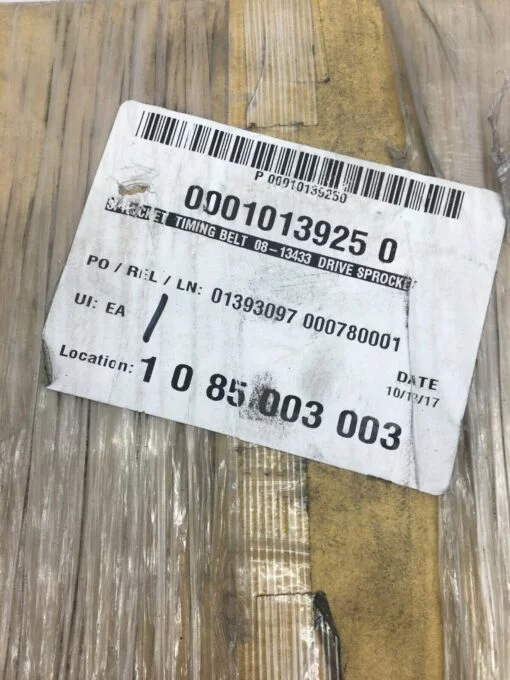 P 00010139250
0001013925 0
SPROCKET TIMING BELT 08-13433 DRIVE SPROCKET
PO / REL / LN: 01393097 000780001
UI: EA /
DATE
10/13/17
Location: 1 0 85 003 003